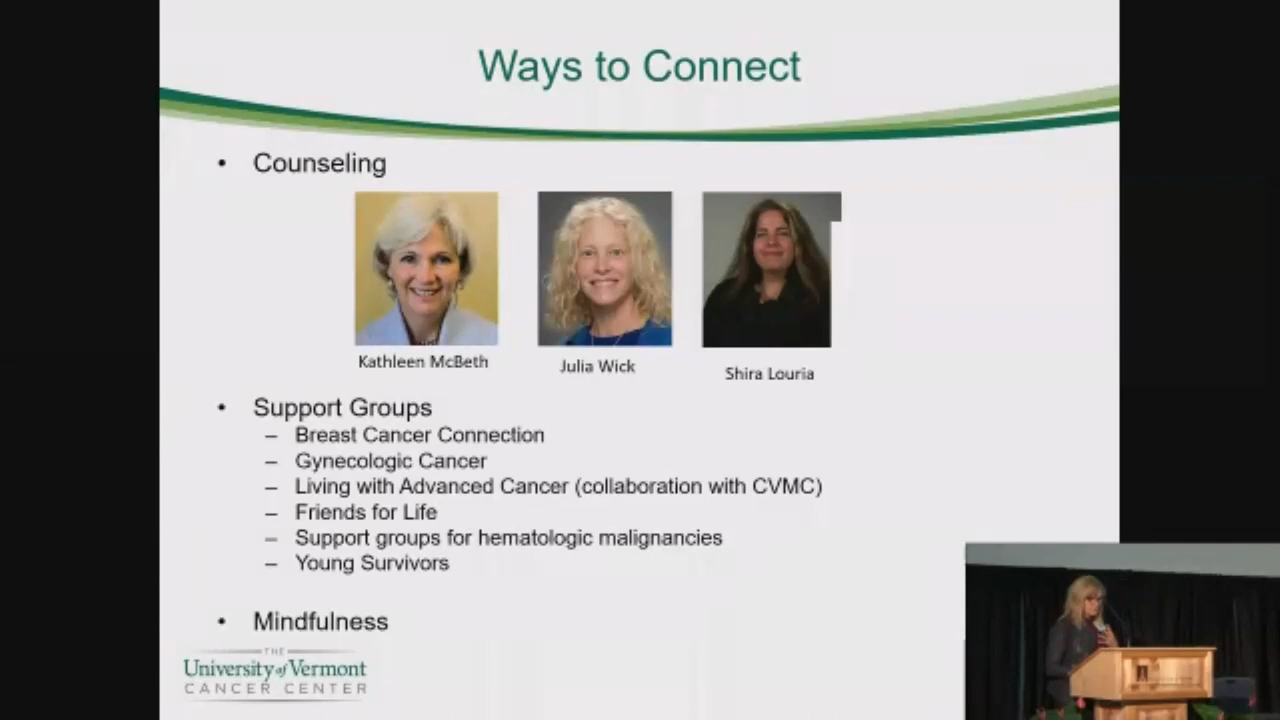 Ways to Connect
• Counseling
Kathleen McBeth
Julia Wick
Shira Louria
• Support Groups
– Breast Cancer Connection
– Gynecologic Cancer
– Living with Advanced Cancer (collaboration with CVMC)
– Friends for Life
– Support groups for hematologic malignancies
– Young Survivors
• Mindfulness
THE
University of Vermont
CANCER CENTER